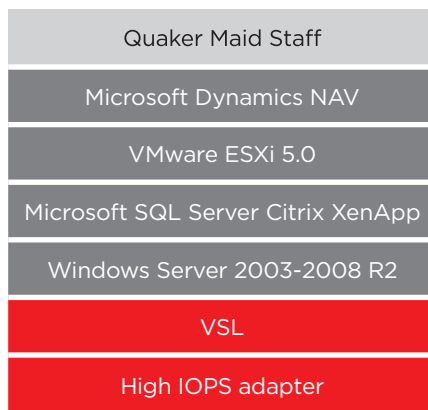 Quaker Maid Staff
Microsoft Dynamics NAV
VMware ESXi 5.0
Microsoft SQL Server Citrix XenApp
Windows Server 2003-2008 R2
VSL
High IOPS adapter